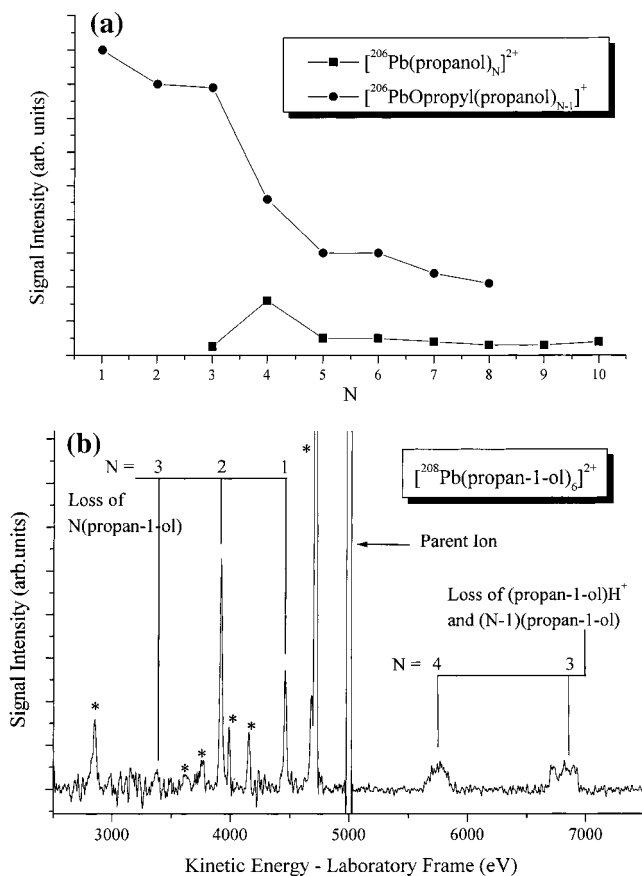 (a)
[²⁰⁶Pb(propanol)_N]²⁺
[²⁰⁶PbOpropyl(propanol)_{N-1}]⁺
Signal Intensity (arb. units)
1 2 3 4 5 6 7 8 9 10
N
(b)
N = 3 2 1 *
[²⁰⁸Pb(propan-1-ol)₆]²⁺
Loss of
N(propan-1-ol)
Parent Ion
Loss of (propan-1-ol)H⁺
and (N-1)(propan-1-ol)
N = 4 3
* * * * *
Signal Intensity (arb.units)
3000 4000 5000 6000 7000
Kinetic Energy - Laboratory Frame (eV)